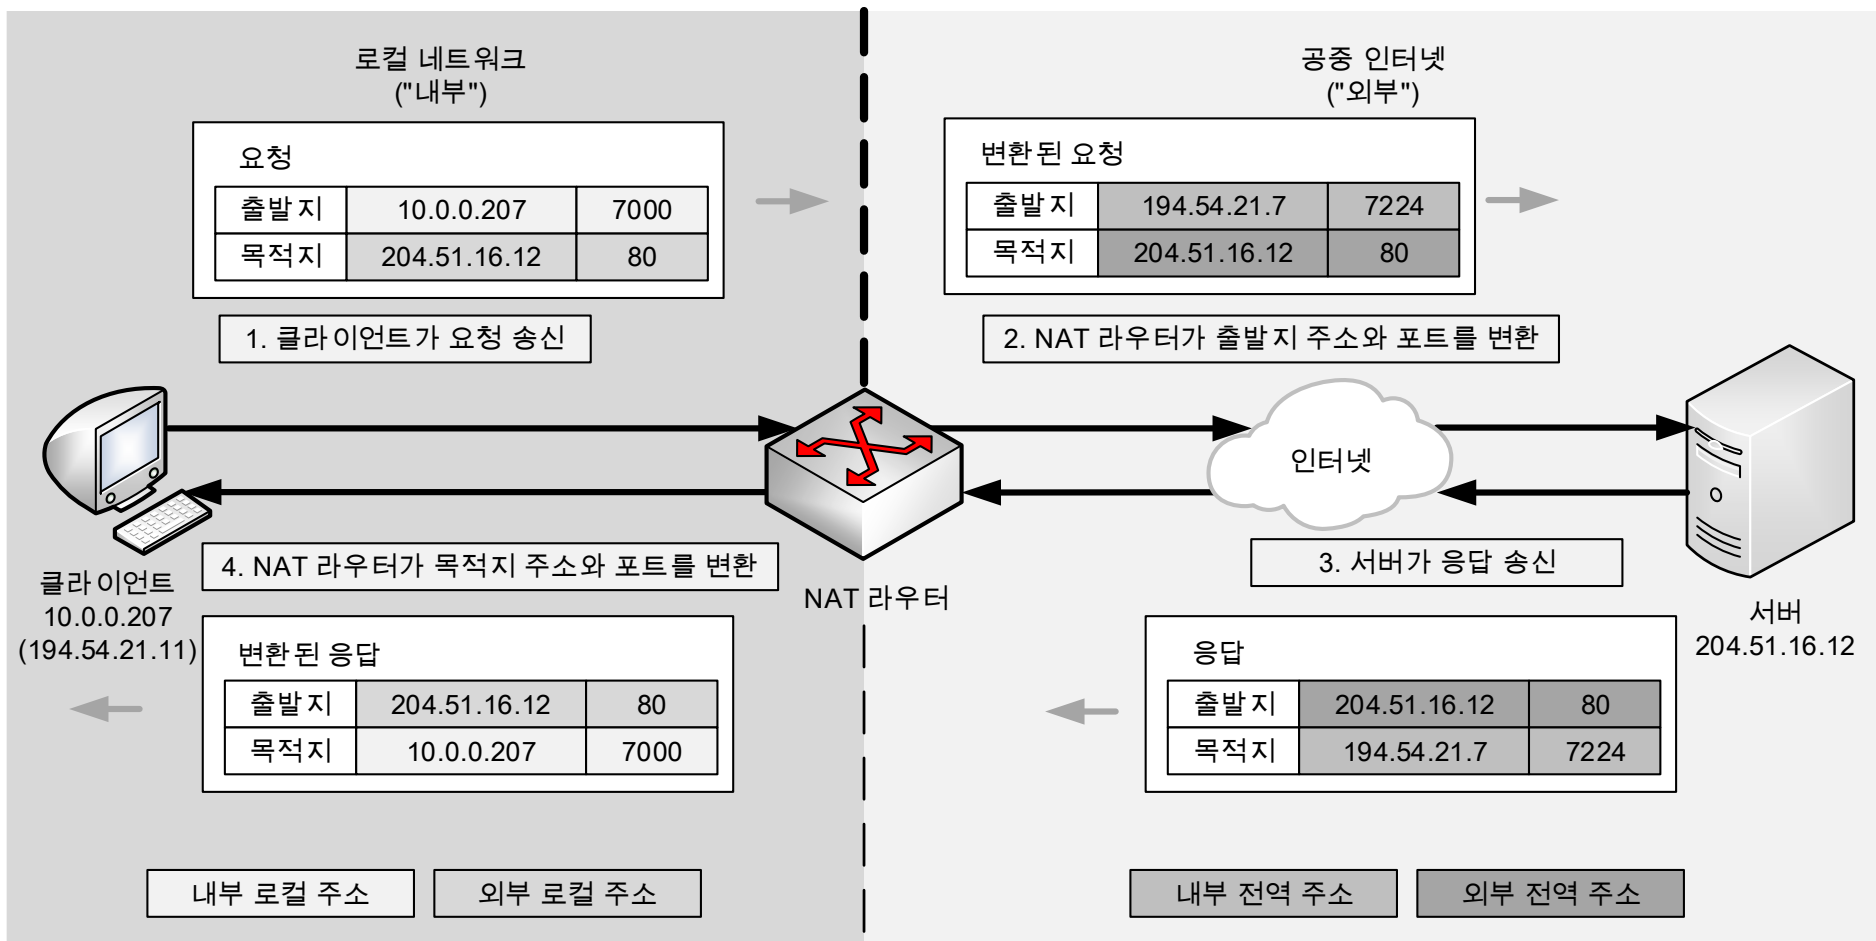 로컬 네트워크
("내부")
공중 인터넷
("외부")
요청
출발지 10.0.0.207 7000
목적지 204.51.16.12 80
변환된 요청
출발지 194.54.21.7 7224
목적지 204.51.16.12 80
1. 클라이언트가 요청 송신
2. NAT 라우터가 출발지 주소와 포트를 변환
인터넷
4. NAT 라우터가 목적지 주소와 포트를 변환
3. 서버가 응답 송신
클라이언트
10.0.0.207
(194.54.21.11)
NAT 라우터
서버
204.51.16.12
변환된 응답
출발지 204.51.16.12 80
목적지 10.0.0.207 7000
응답
출발지 204.51.16.12 80
목적지 194.54.21.7 7224
내부 로컬 주소
외부 로컬 주소
내부 전역 주소
외부 전역 주소